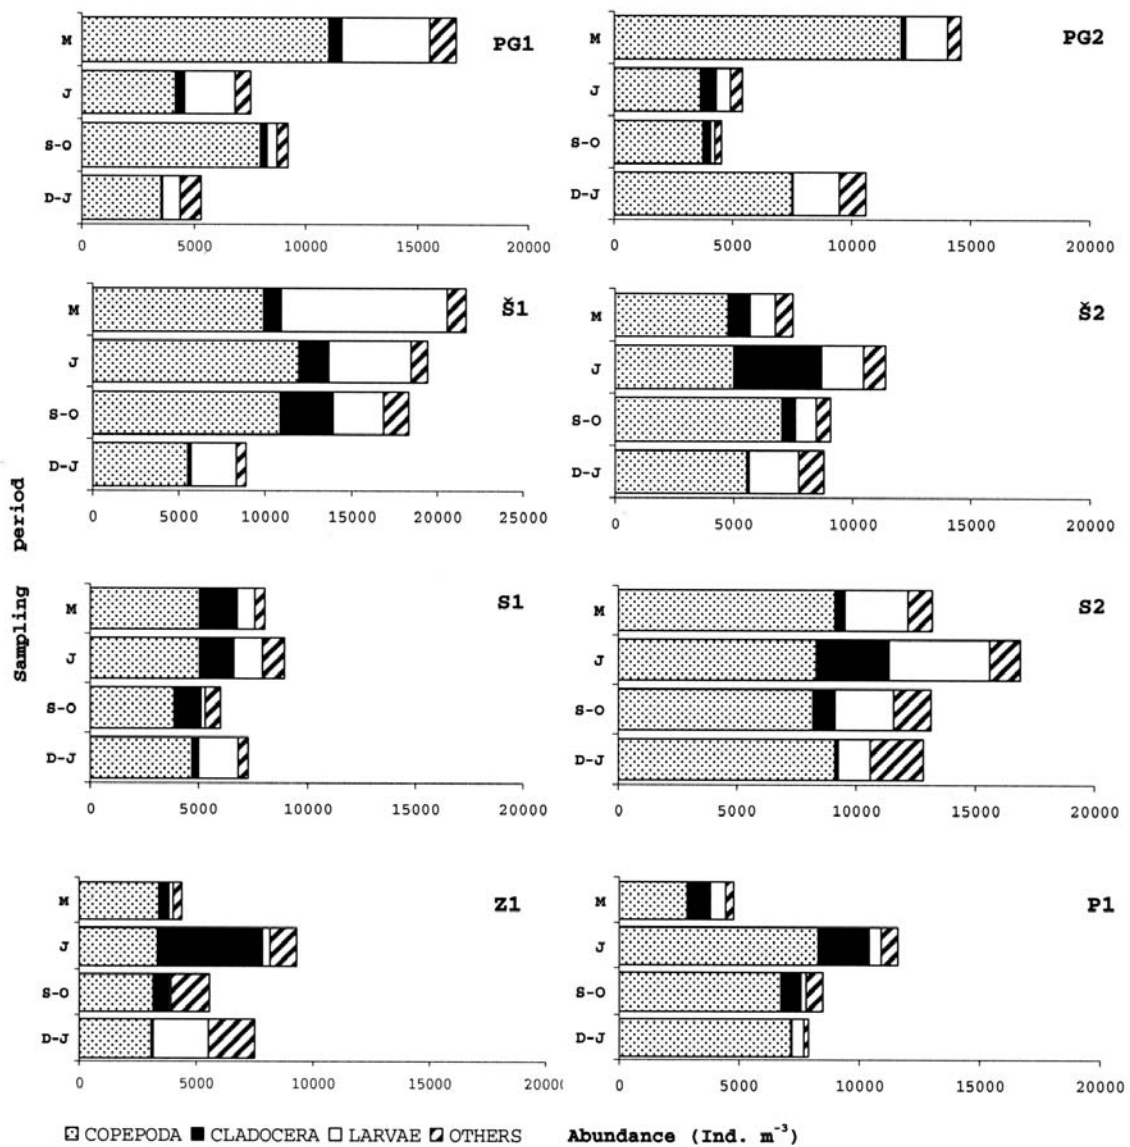 M
J
S-O
D-J
PG1
0 5000 10000 15000 20000
M
J
S-O
D-J
PG2
0 5000 10000 15000 20000
M
J
S-O
D-J
Š1
0 5000 10000 15000 20000 25000
M
J
S-O
D-J
Š2
0 5000 10000 15000 20000
Sampling period
M
J
S-O
D-J
S1
0 5000 10000 15000 20000
M
J
S-O
D-J
S2
0 5000 10000 15000 20000
M
J
S-O
D-J
Z1
0 5000 10000 15000 20000
M
J
S-O
D-J
P1
0 5000 10000 15000 20000
COPEPODA CLADOCERA LARVAE OTHERS Abundance (Ind. m⁻³)